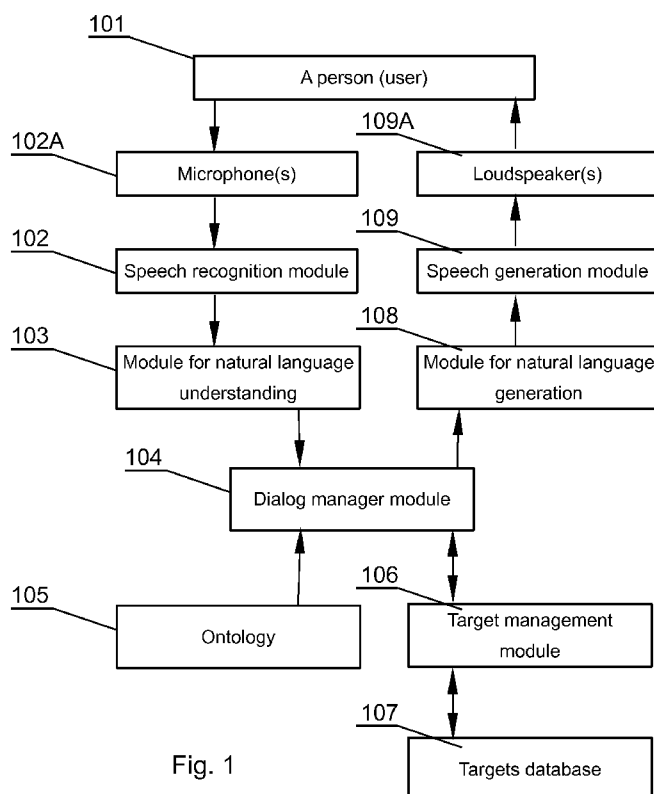 101
A person (user)
102A
109A
Microphone(s)
Loudspeaker(s)
102
109
Speech recognition module
Speech generation module
103
108
Module for natural language
understanding
Module for natural language
generation
104
Dialog manager module
105
106
Ontology
Target management
module
107
Fig. 1
Targets database